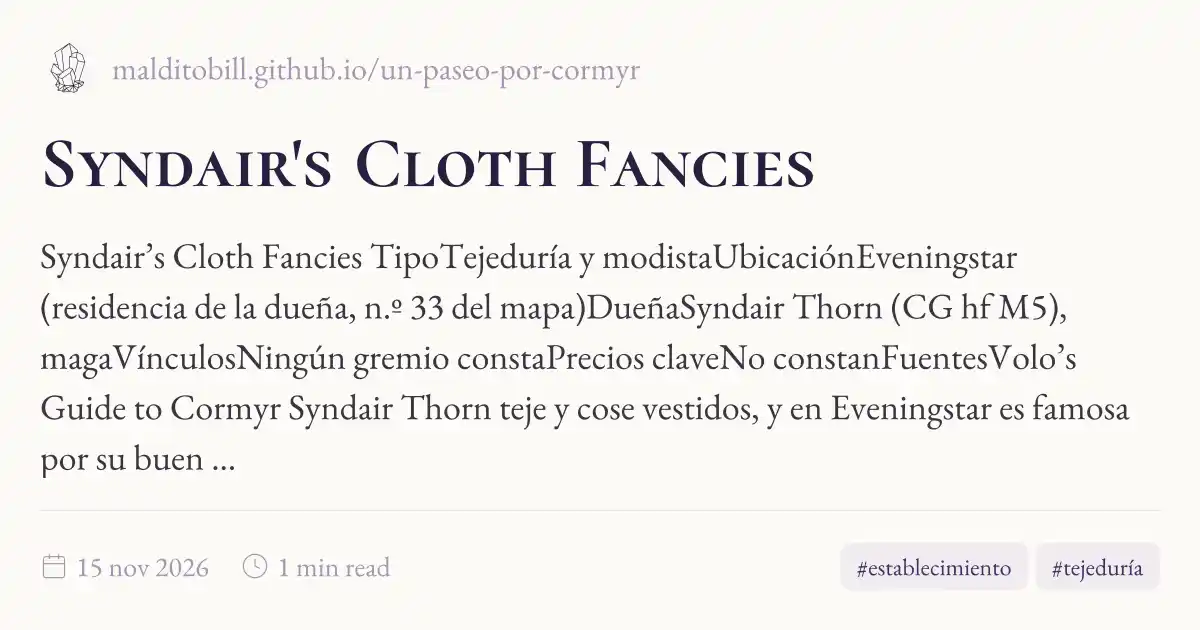 malditobill.github.io/un-paseo-por-cormyr
Syndair's Cloth Fancies
Syndair’s Cloth Fancies TipoTejeduría y modistaUbicaciónEveningstar
(residencia de la dueña, n.º 33 del mapa)DueñaSyndair Thorn (CG hf M5),
magaVínculosNingún gremio constaPrecios claveNo constanFuentesVolo’s
Guide to Cormyr Syndair Thorn teje y cose vestidos, y en Eveningstar es famosa
por su buen ...
15 nov 2026 1 min read #establecimiento #tejeduría